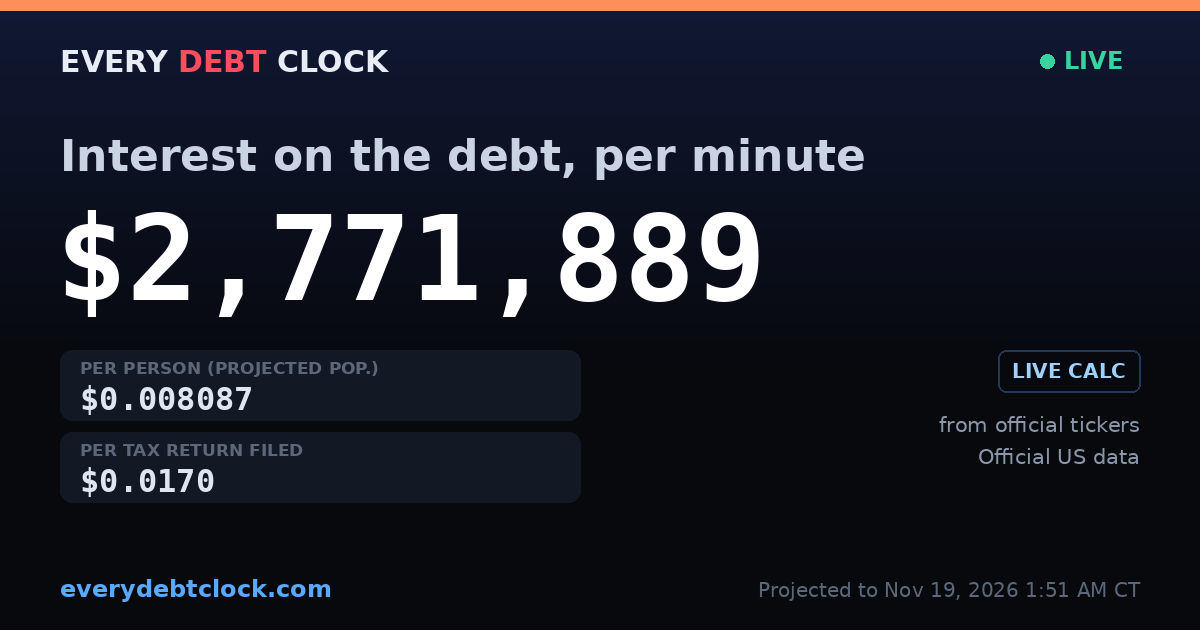 EVERY DEBT CLOCK
LIVE
Interest on the debt, per minute
$2,771,889
PER PERSON (PROJECTED POP.)
$0.008087
PER TAX RETURN FILED
$0.0170
LIVE CALC
from official tickers
Official US data
everydebtclock.com
Projected to Nov 19, 2026 1:51 AM CT